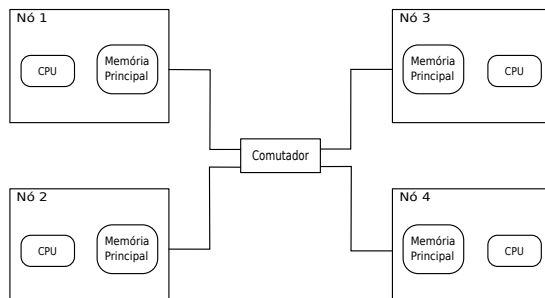 Nó 1
CPU
Memória
Principal
Nó 3
Memória
Principal
CPU
Comutador
Nó 2
CPU
Memória
Principal
Nó 4
Memória
Principal
CPU